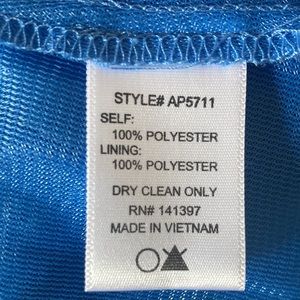 STYLE# AP5711
SELF:
100% POLYESTER
LINING:
100% POLYESTER
DRY CLEAN ONLY
RN# 141397
MADE IN VIETNAM